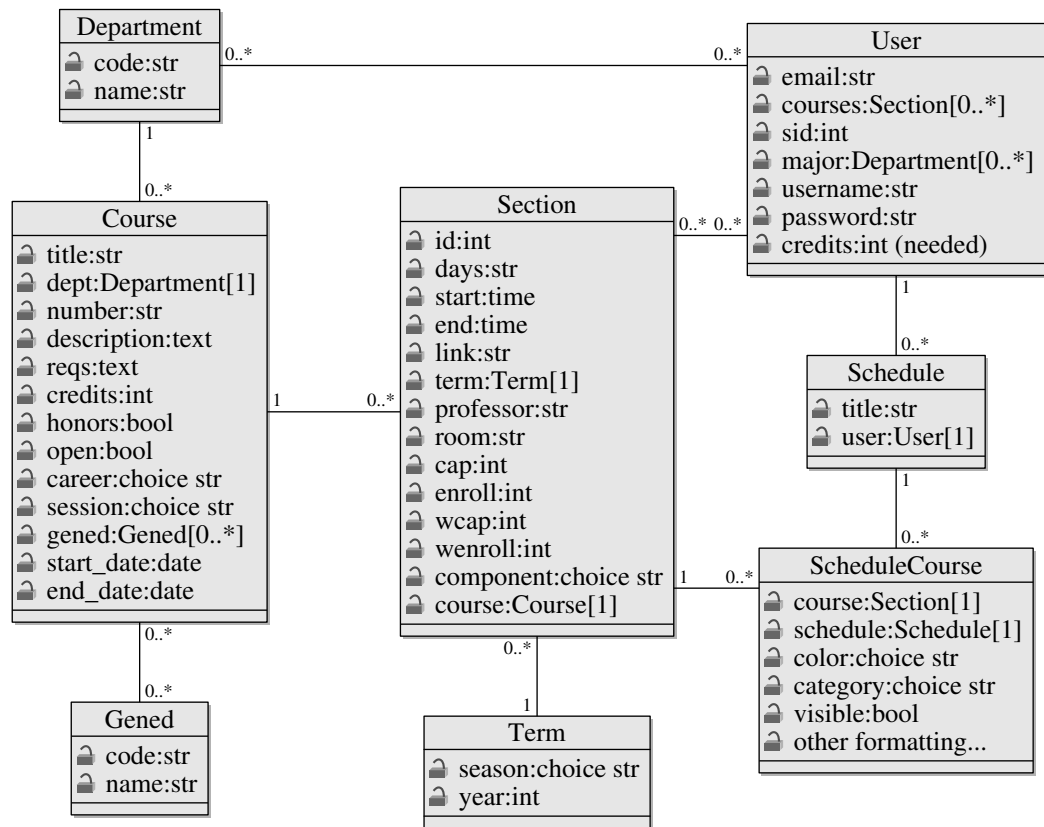 Department
code:str
name:str
0..*
0..*
User
email:str
courses:Section[0..*]
sid:int
major:Department[0..*]
username:str
password:str
credits:int (needed)
1
0..*
Course
title:str
dept:Department[1]
number:str
description:text
reqs:text
credits:int
honors:bool
open:bool
career:choice str
session:choice str
gened:Gened[0..*]
start_date:date
end_date:date
1
0..*
Section
id:int
days:str
start:time
end:time
link:str
term:Term[1]
professor:str
room:str
cap:int
enroll:int
wcap:int
wenroll:int
component:choice str
course:Course[1]
0..* 0..*
1
0..*
Schedule
title:str
user:User[1]
1
0..*
1
0..*
ScheduleCourse
course:Section[1]
schedule:Schedule[1]
color:choice str
category:choice str
visible:bool
other formatting...
0..*
0..*
Gened
code:str
name:str
0..*
1
Term
season:choice str
year:int